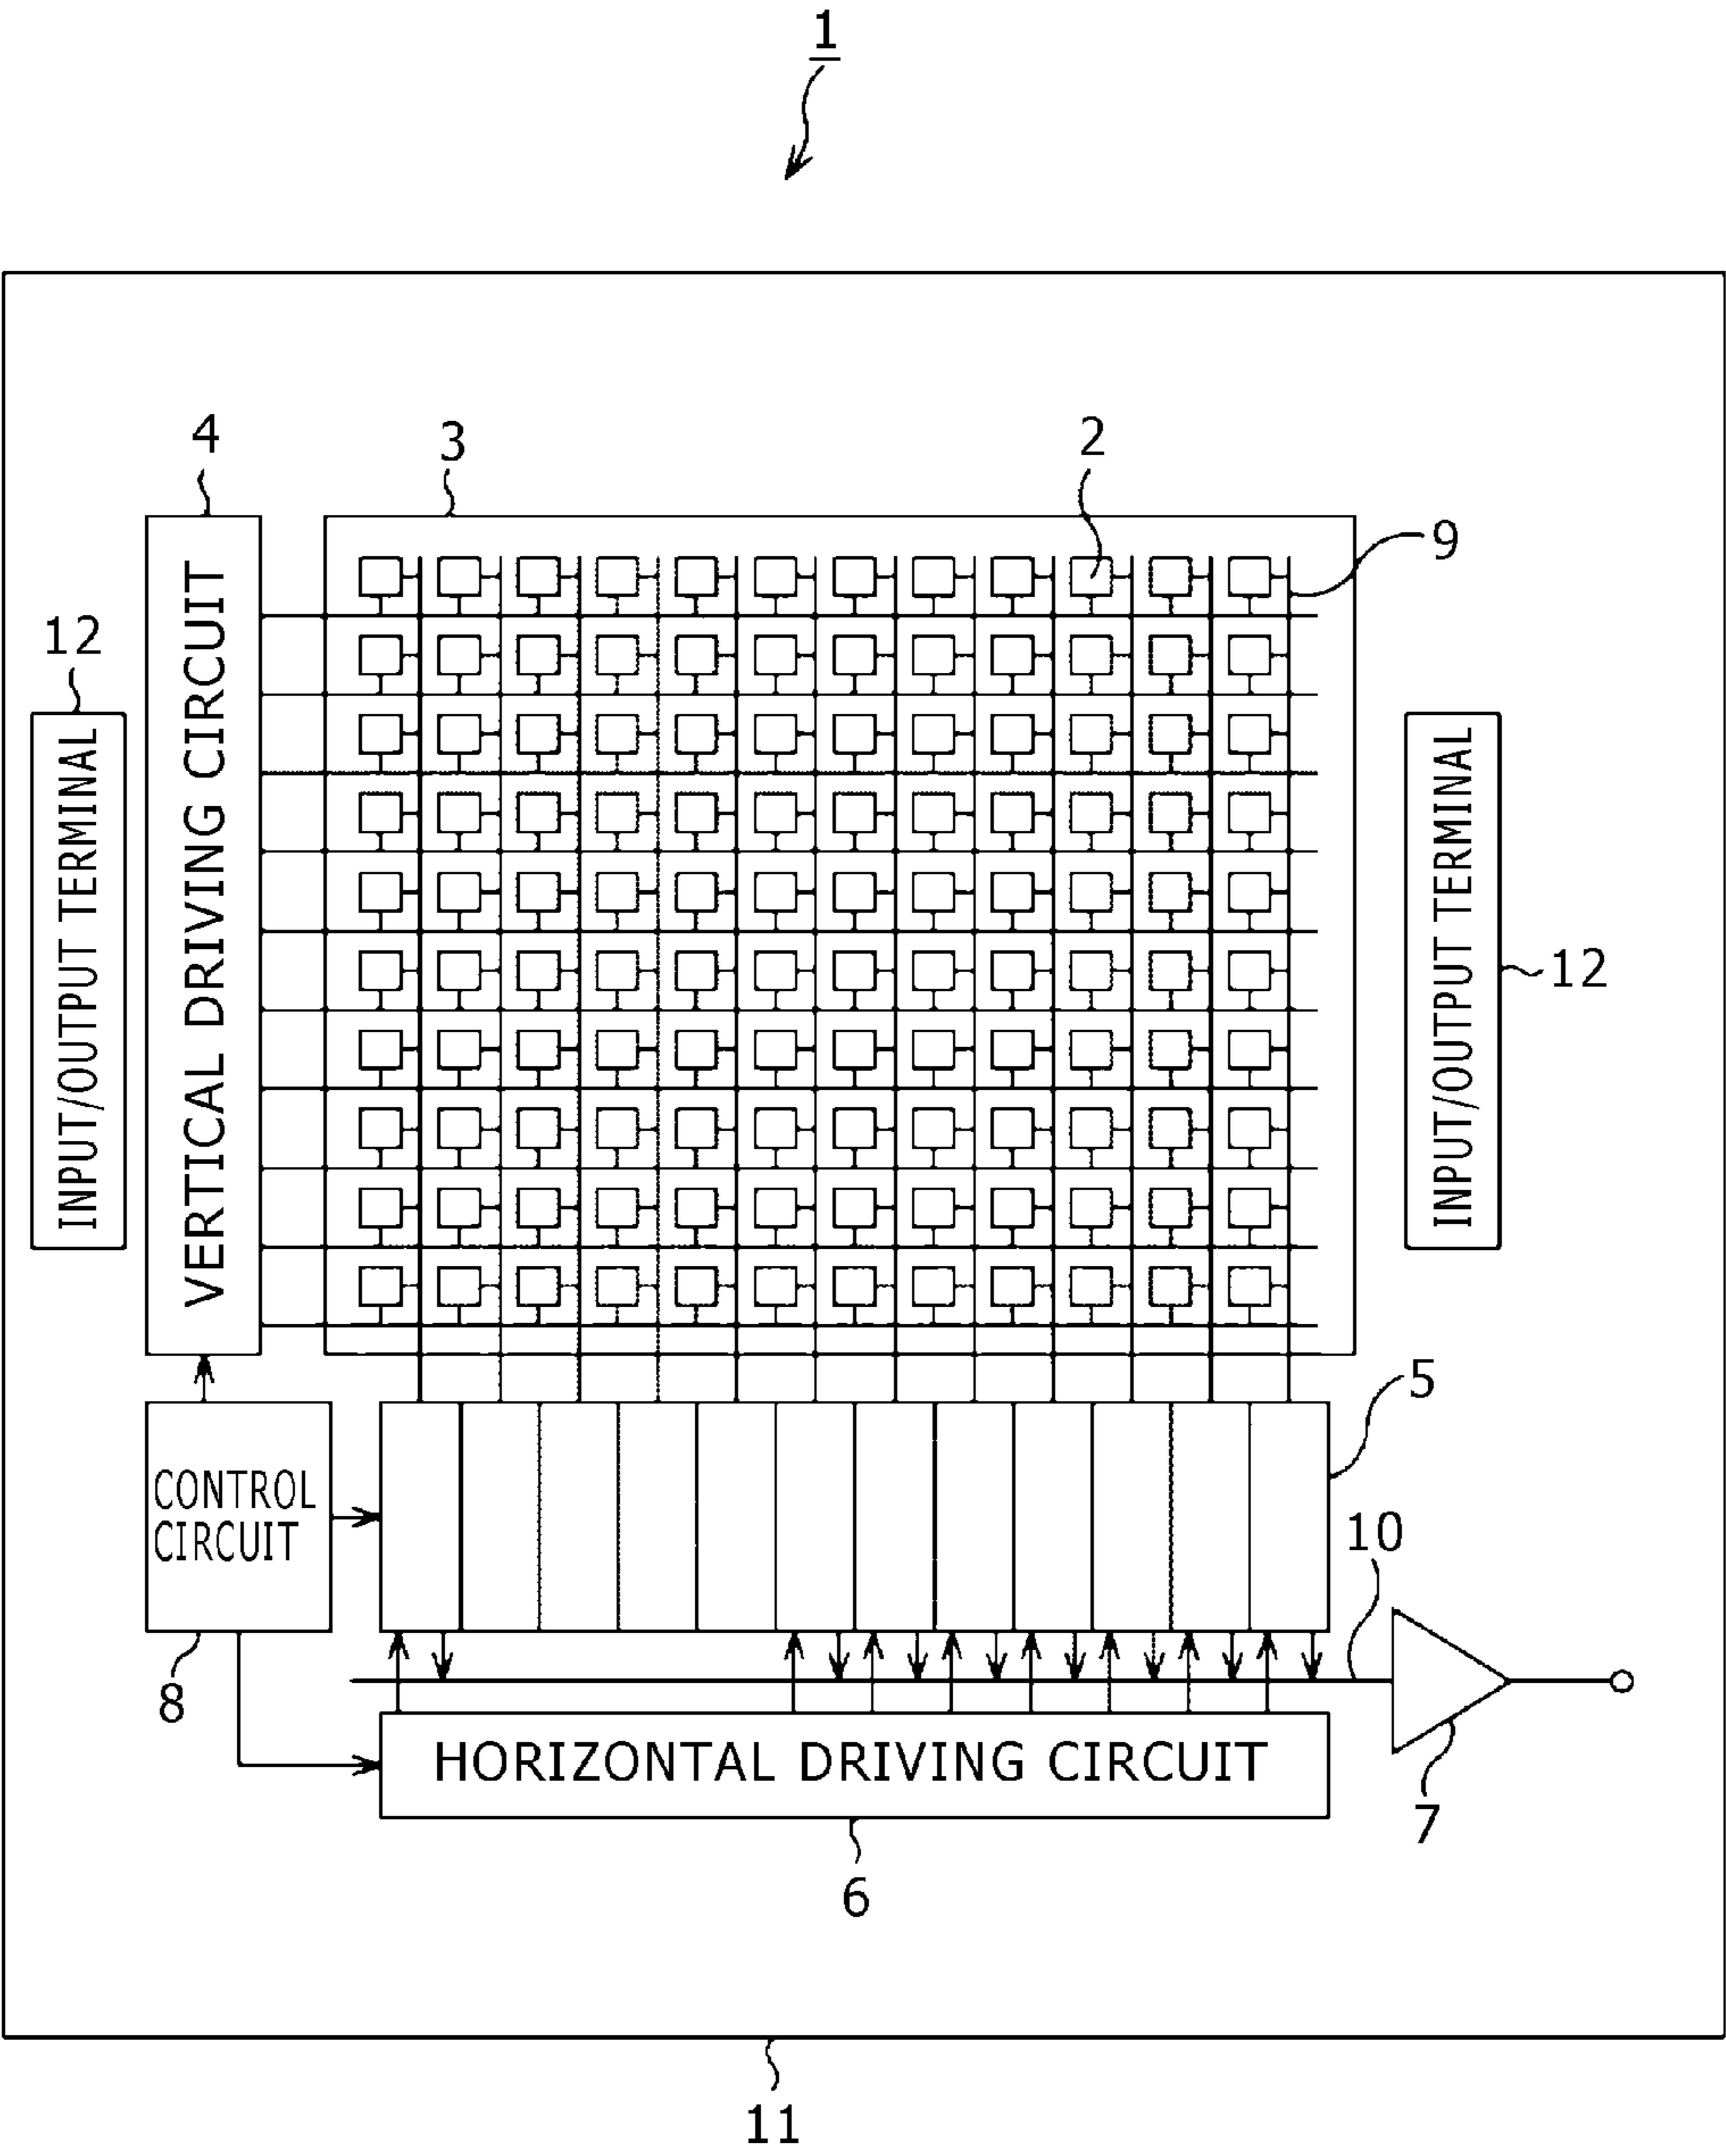 1
4
3
2
9
12
INPUT/OUTPUT TERMINAL
VERTICAL DRIVING CIRCUIT
INPUT/OUTPUT TERMINAL
12
5
CONTROL
CIRCUIT
10
8
HORIZONTAL DRIVING CIRCUIT
7
6
11